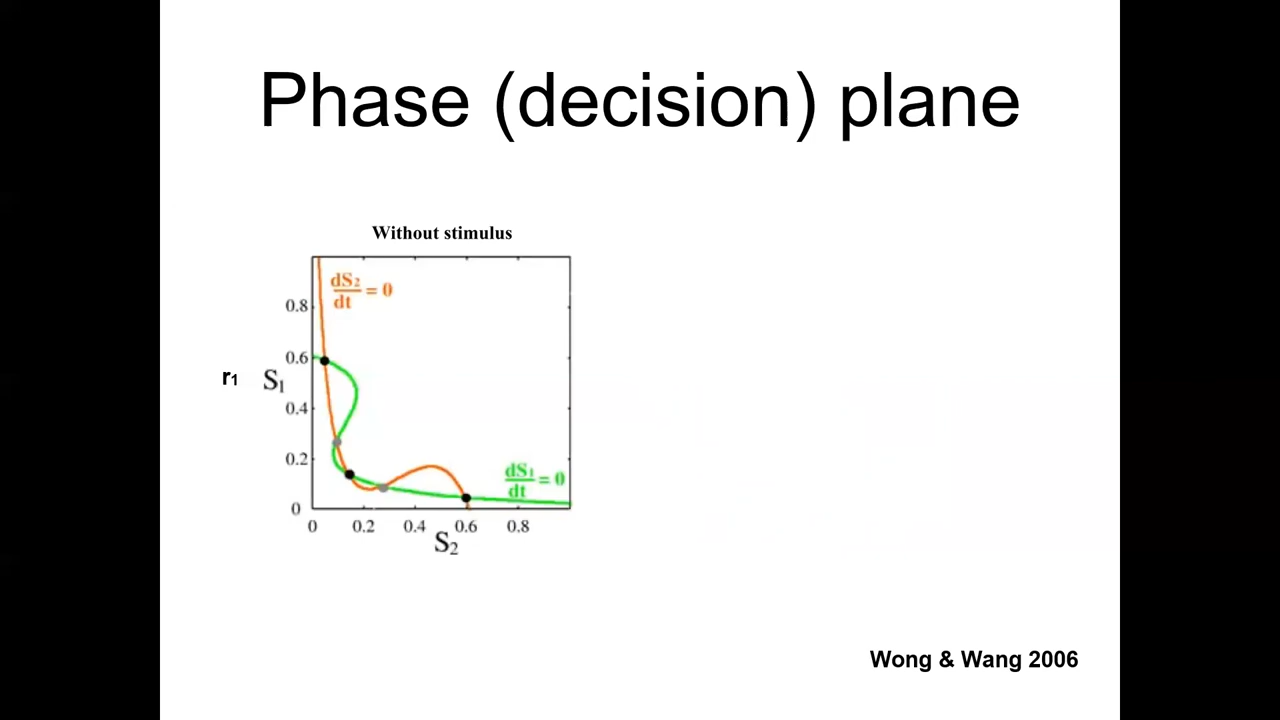 Phase (decision) plane
Without stimulus
dS2
dt
= 0
0.8
0.6
r1
S1
0.4
0.2
dS1
dt
= 0
0
0
0.2
0.4
0.6
0.8
S2
Wong & Wang 2006